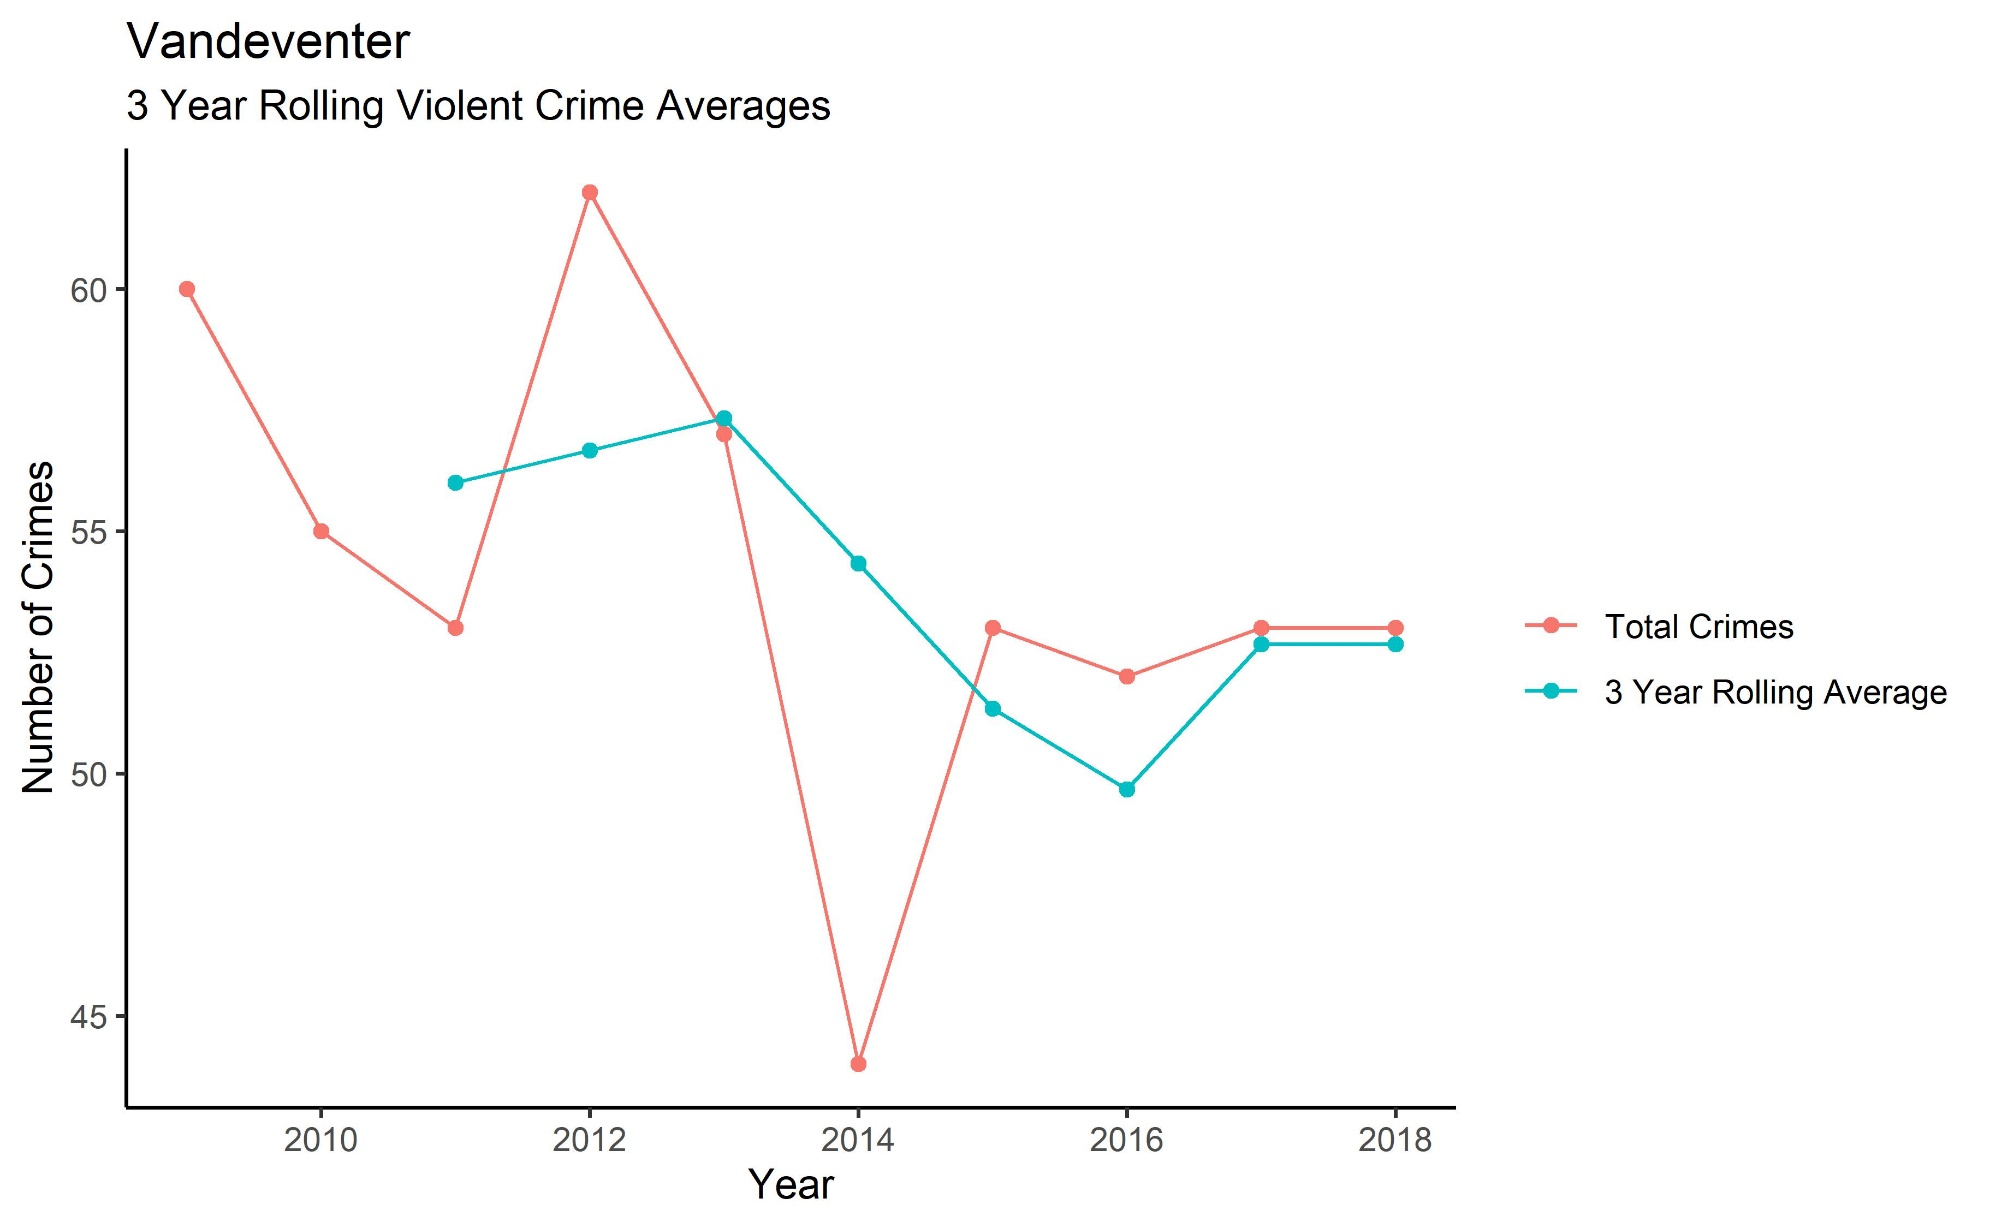 Vandeventer
3 Year Rolling Violent Crime Averages
Number of Crimes
60
55
50
45
2010 2012 2014 2016 2018
Year
Total Crimes
3 Year Rolling Average